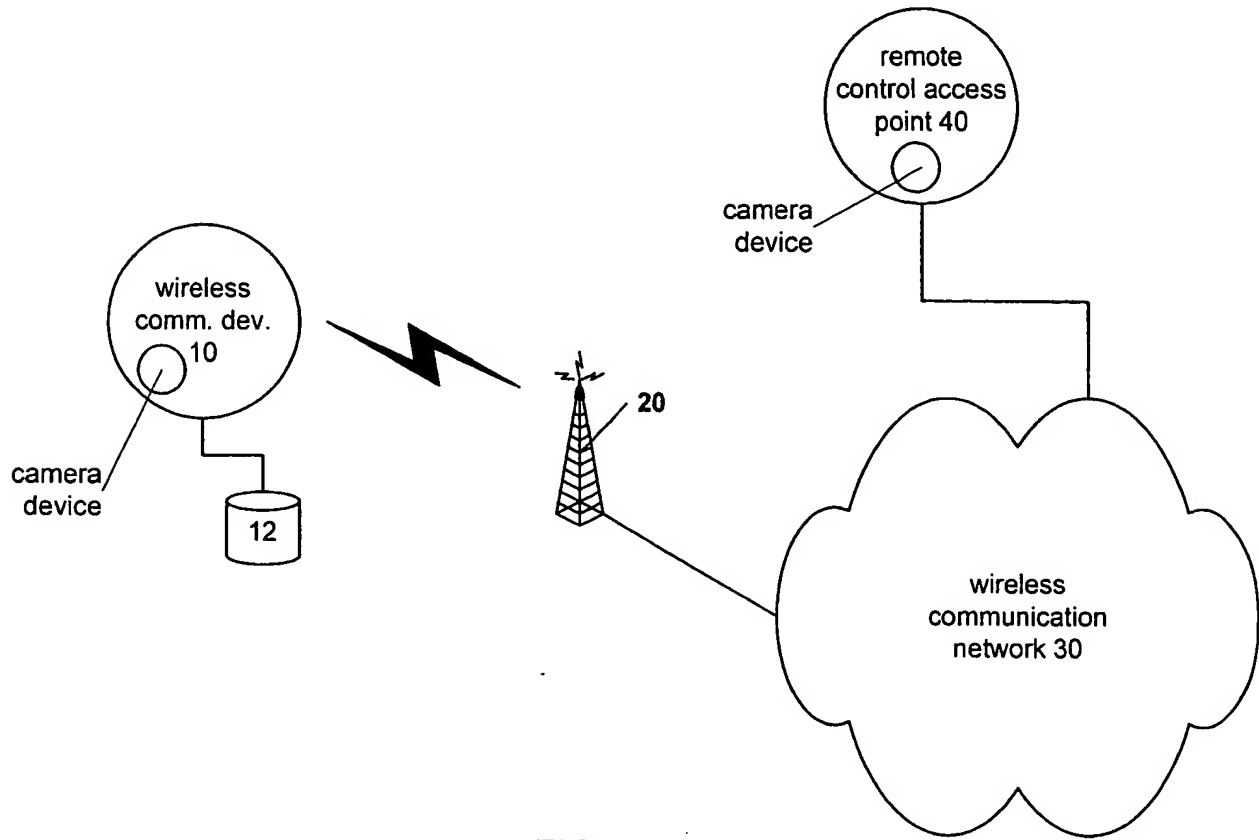 remote
control access
point 40
camera
device
wireless
comm. dev.
10
20
camera
device
12
wireless
communication
network 30